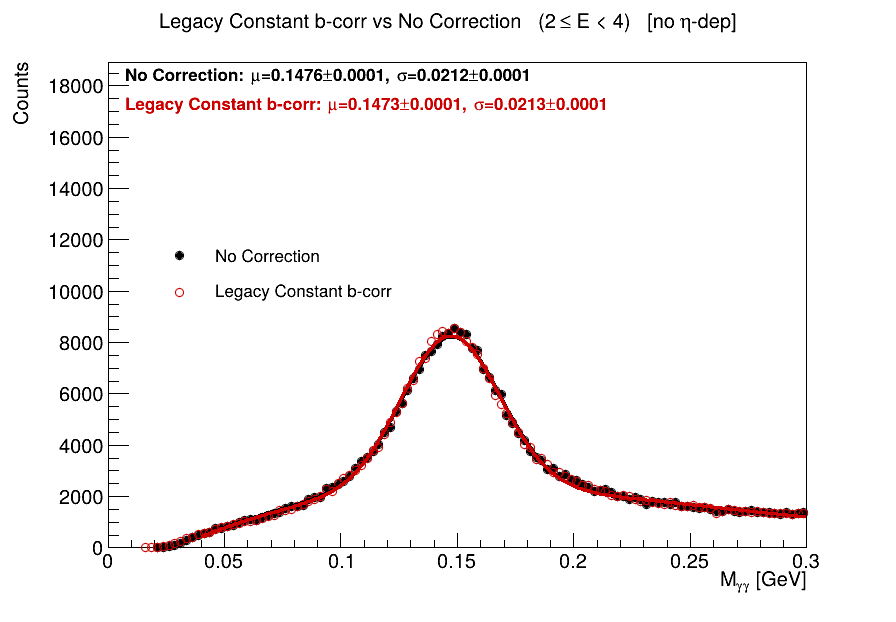 Legacy Constant b-corr vs No Correction (2 ≤ E < 4) [no η-dep]
Counts
No Correction: μ=0.1476±0.0001, σ=0.0212±0.0001
Legacy Constant b-corr: μ=0.1473±0.0001, σ=0.0213±0.0001
18000
16000
14000
12000
10000
8000
6000
4000
2000
0
No Correction
Legacy Constant b-corr
0 0.05 0.1 0.15 0.2 0.25 0.3
Mγγ [GeV]